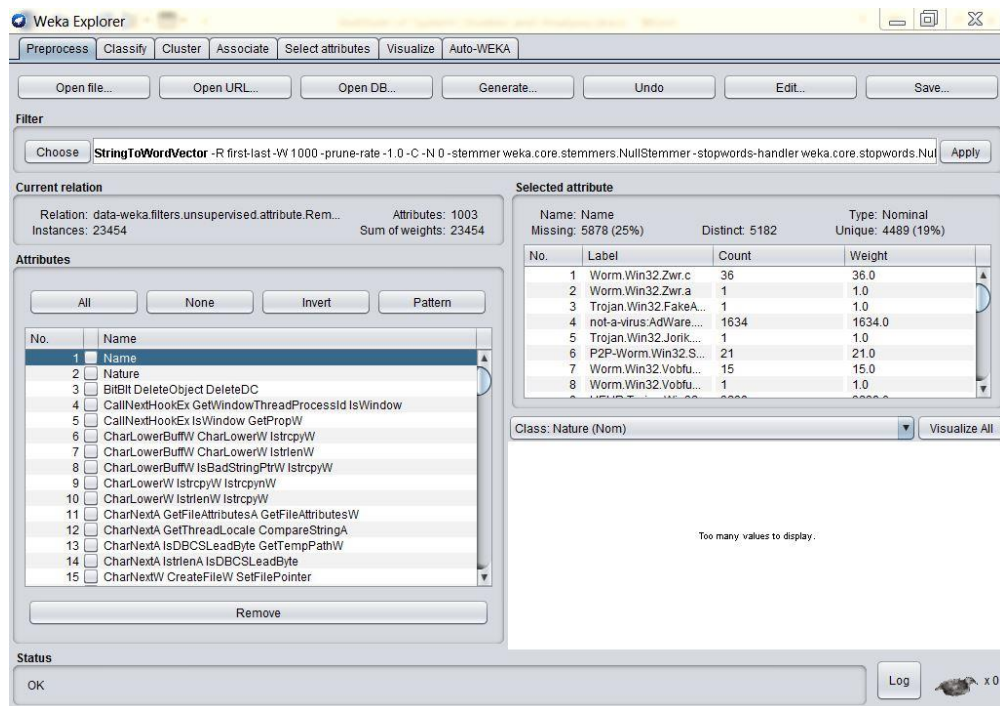 Weka Explorer
Preprocess Classify Cluster Associate Select attributes Visualize Auto-WEKA
Open file... Open URL... Open DB... Generate... Undo Edit... Save...
Filter
Choose StringToWordVector -R first-last -W 1000 -prune-rate -1.0 -C -N 0 -stemmer weka.core.stemmers.NullStemmer -stopwords-handler weka.core.stopwords.Nul Apply
Current relation
Relation: data-weka.filters.unsupervised.attribute.Rem... Attributes: 1003
Instances: 23454 Sum of weights: 23454
Attributes
All None Invert Pattern
No. Name
1 Name
2 Nature
3 BitBlt DeleteObject DeleteDC
4 CallNextHookEx GetWindowThreadProcessId IsWindow
5 CallNextHookEx IsWindow GetPropW
6 CharLowerBuffW CharLowerW lstrcpyW
7 CharLowerBuffW CharLowerW lstrlenW
8 CharLowerBuffW IsBadStringPtrW lstrcpyW
9 CharLowerW lstrcpyW lstrcpynW
10 CharLowerW lstrlenW lstrcpyW
11 CharNextA GetFileAttributesA GetFileAttributesW
12 CharNextA GetThreadLocale CompareStringA
13 CharNextA IsDBCSLeadByte GetTempPathW
14 CharNextA lstrlenA IsDBCSLeadByte
15 CharNextW CreateFileW SetFilePointer
Remove
Selected attribute
Name: Name Type: Nominal
Missing: 5878 (25%) Distinct: 5182 Unique: 4489 (19%)
No. Label Count Weight
1 Worm.Win32.Zwr.c 36 36.0
2 Worm.Win32.Zwr.a 1 1.0
3 Trojan.Win32.FakeA... 1 1.0
4 not-a-virus:AdWare.... 1634 1634.0
5 Trojan.Win32.Jorik.... 1 1.0
6 P2P-Worm.Win32.S... 21 21.0
7 Worm.Win32.Vobfu... 15 15.0
8 Worm.Win32.Vobfu... 1 1.0
Class: Nature (Nom) Visualize All
Too many values to display.
Status
OK Log x 0